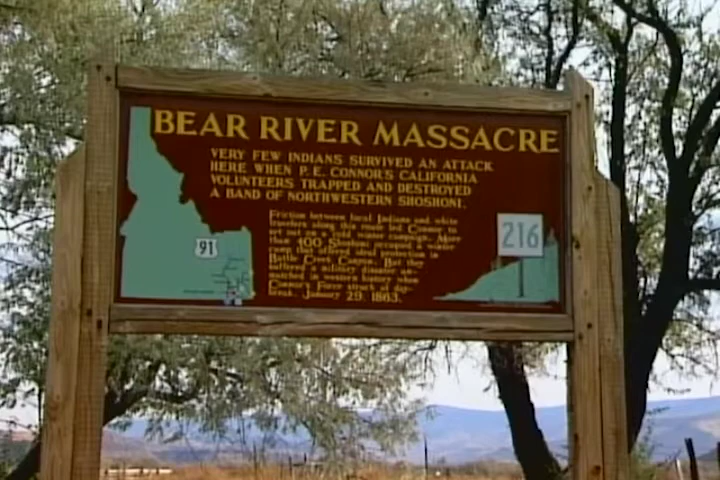 BEAR RIVER MASSACRE
VERY FEW INDIANS SURVIVED AN ATTACK
HERE WHEN P. E. CONNOR'S CALIFORNIA
VOLUNTEERS TRAPPED AND DESTROYED
A BAND OF NORTHWESTERN SHOSHONI.
Friction between local Indians and white
travelers along this route led Connor to
set out on a cold winter campaign. More
than 400 Shoshoni occupied a winter
camp that offered ideal protection in
Battle Creek Canyon. But they
suffered a military disaster un-
in western history when
Connor's force struck at day-
break, January 29, 1863.
91
216